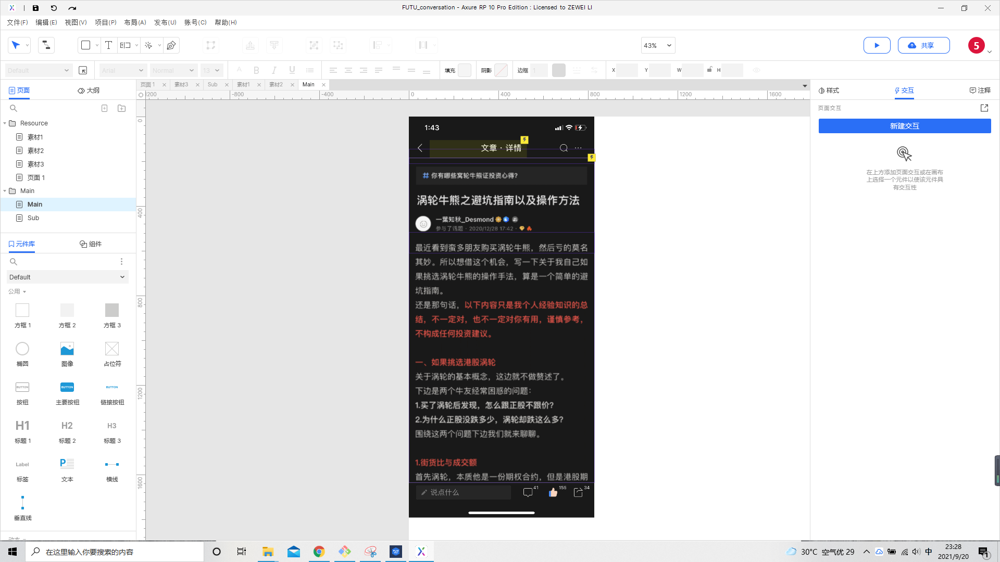 FUTU_conversation - Axure RP 10 Pro Edition : Licensed to ZEWEI LI
文件(F) 编辑(E) 视图(V) 项目(P) 布局(A) 发布(U) 账号(C) 帮助(H)
43%
共享
5
Default Arial Normal 13 填充 阴影 边框 1 X Y W H
页面 大纲
页面 1 素材3 Sub 素材1 素材2 Main
样式 交互 注释
-800 -400 0 400 800 1200 1600
页面交互
新建交互
在上方添加页面交互或在画布
上选择一个元件以使该元件具
有交互性
Resource
素材1
素材2
素材3
页面 1
Main
Main
Sub
元件库 组件
Default
公用
方框 1 方框 2 方框 3
椭圆 图像 占位符
BUTTON BUTTON BUTTON
按钮 主要按钮 链接按钮
H1 H2 H3
标题 1 标题 2 标题 3
Label
标签 文本 横线
垂直线
0
400
800
1200
1600
1:43
文章 · 详情
# 你有哪些窝轮牛熊证投资心得?
涡轮牛熊之避坑指南以及操作方法
一葉知秋_Desmond
参与了话题 · 2020/12/28 17:42 ·
最近看到蛮多朋友购买涡轮牛熊，然后亏的莫名
其妙。所以想借这个机会，写一下关于我自己如
果挑选涡轮牛熊的操作手法，算是一个简单的避
坑指南。
还是那句话，以下内容只是我个人经验知识的总
结，不一定对，也不一定对你有用，谨慎参考，
不构成任何投资建议。
一、如果挑选港股涡轮
关于涡轮的基本概念，这边就不做赘述了。
下边是两个牛友经常困惑的问题：
1.买了涡轮后发现，怎么跟正股不跟价?
2.为什么正股没跌多少，涡轮却跌这么多?
围绕这两个问题下边我们就来聊聊。
1.街货比与成交额
首先涡轮，本质他是一份期权合约，但是港股期
说点什么 41 155 34
在这里输入你要搜索的内容
30°C 空气优 29 中
23:28
2021/9/20
1